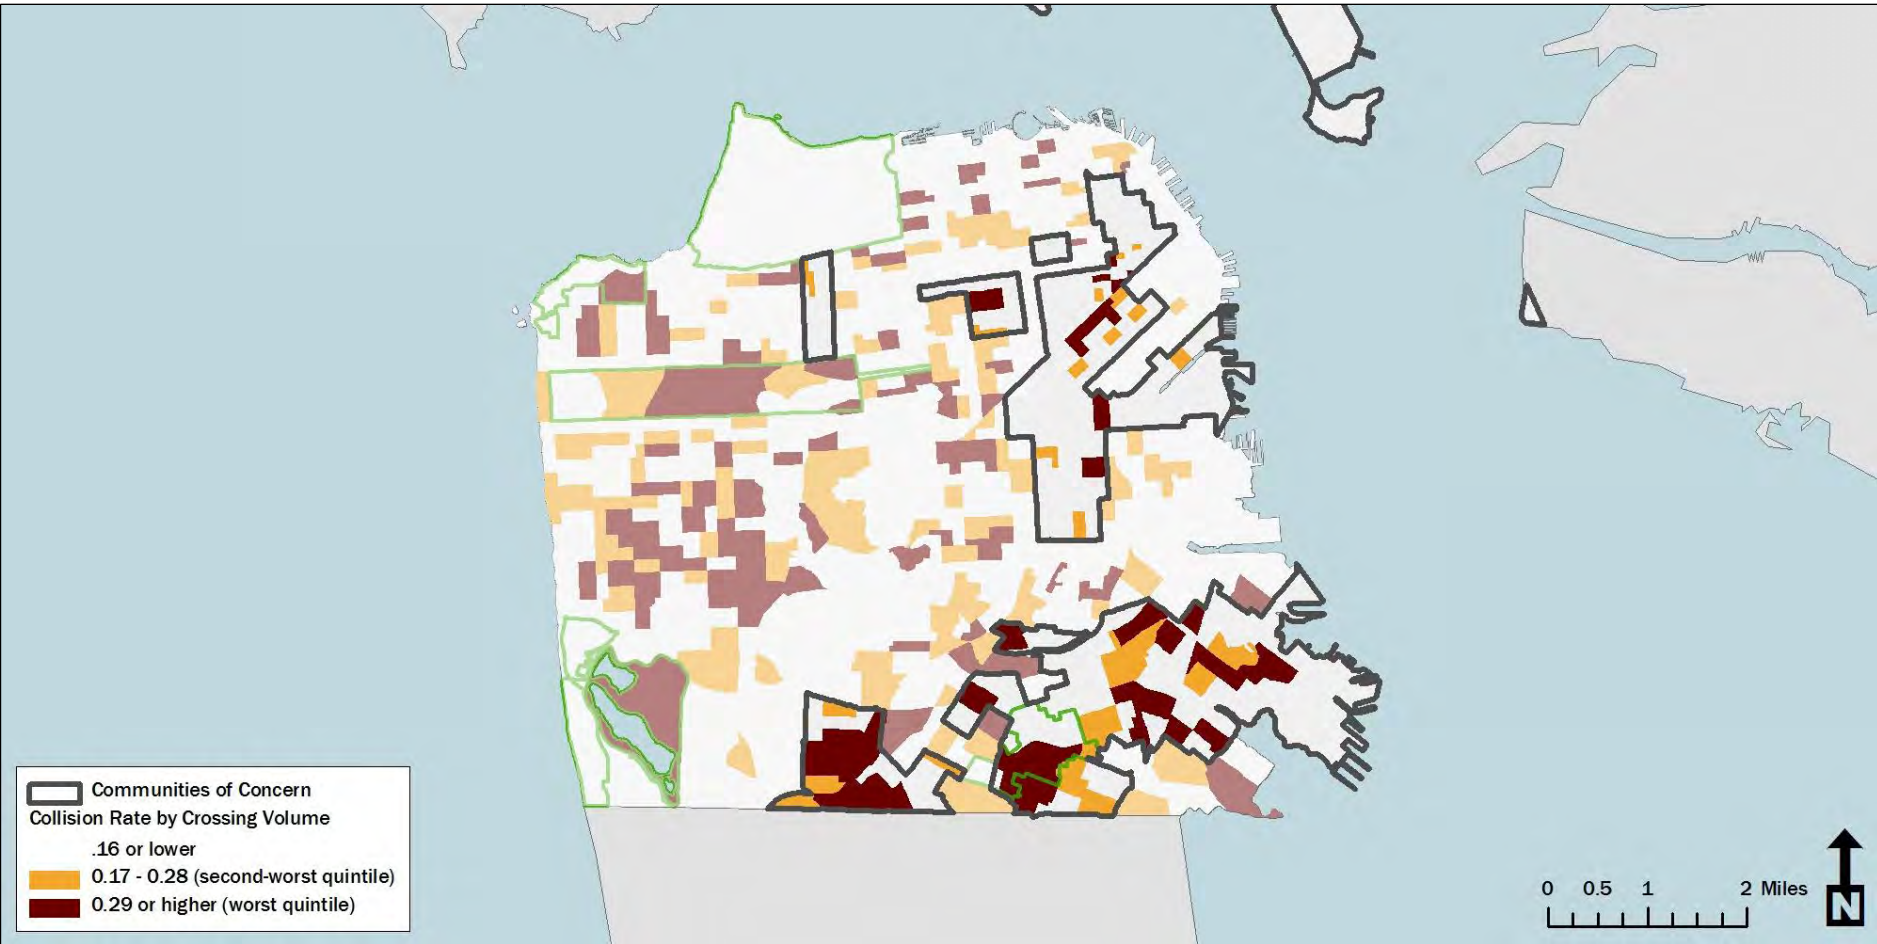 Communities of Concern
Collision Rate by Crossing Volume
.16 or lower
0.17 - 0.28 (second-worst quintile)
0.29 or higher (worst quintile)
0 0.5 1 2 Miles
N